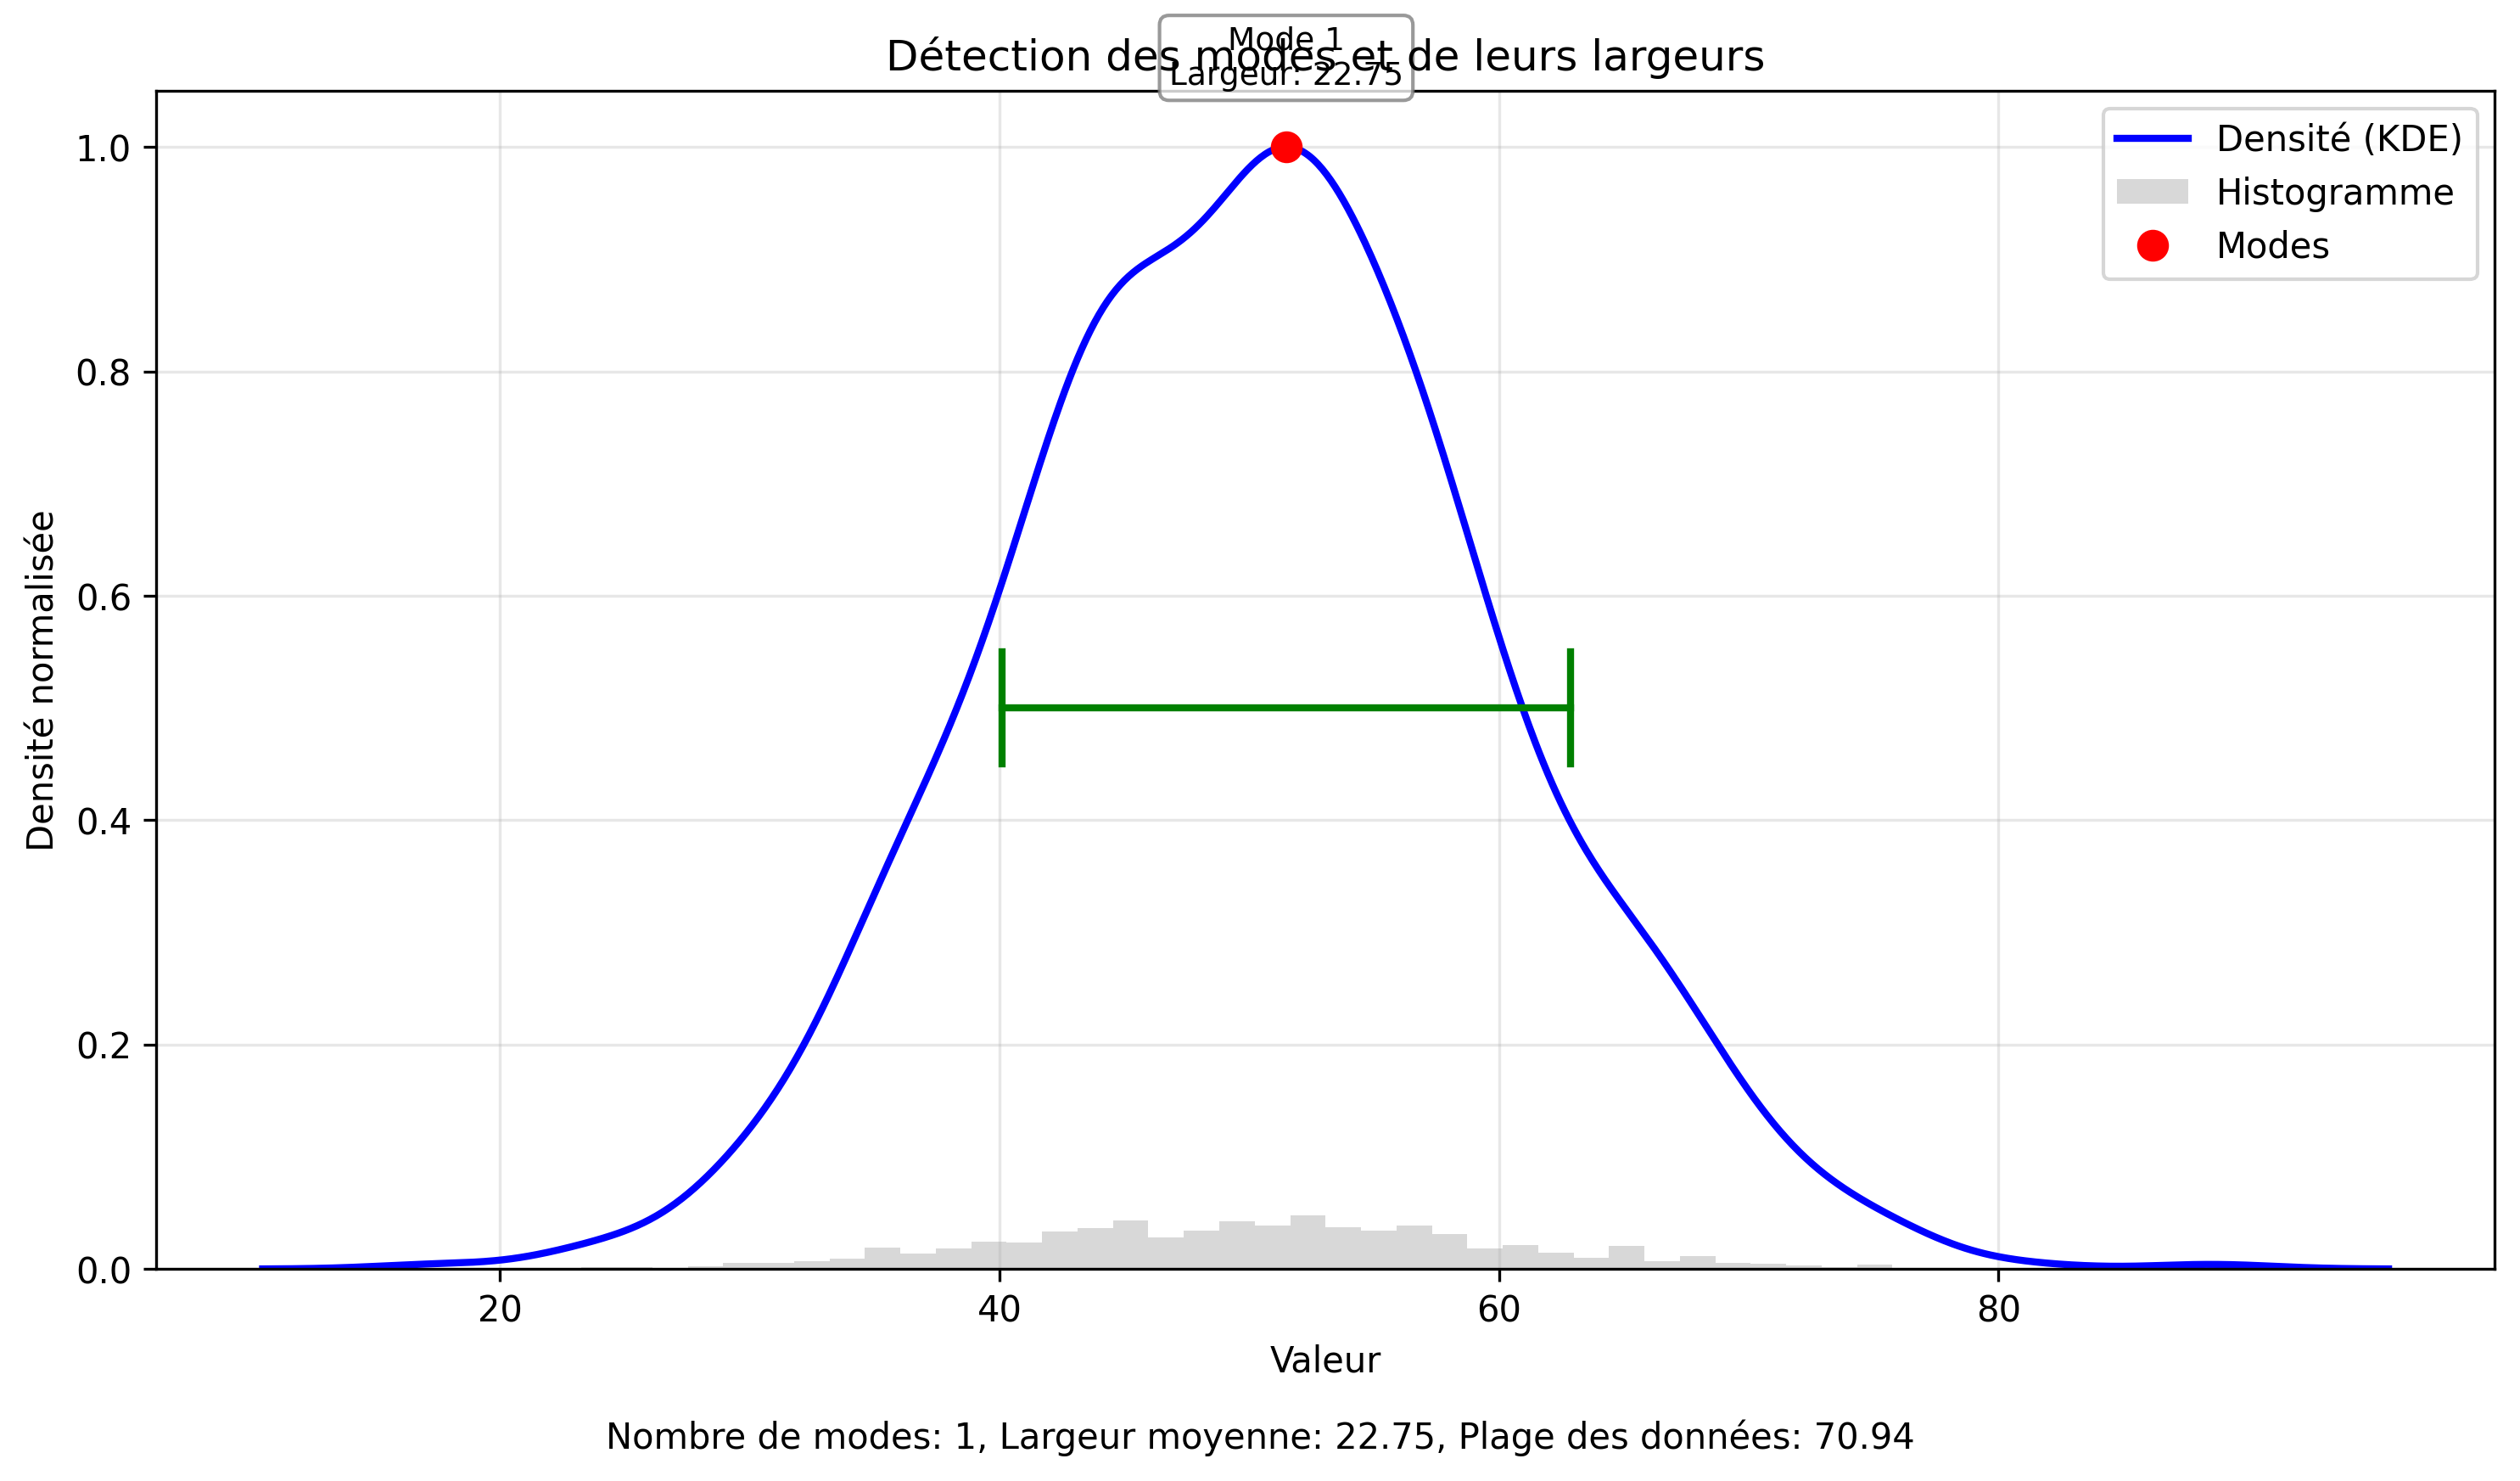 Mode 1
Détection des modes et de leurs largeurs
Largeur: 22.75
Densité (KDE)
Histogramme
Modes
1.0
0.8
0.6
0.4
0.2
0.0
Densité normalisée
20 40 60 80
Valeur
Nombre de modes: 1, Largeur moyenne: 22.75, Plage des données: 70.94